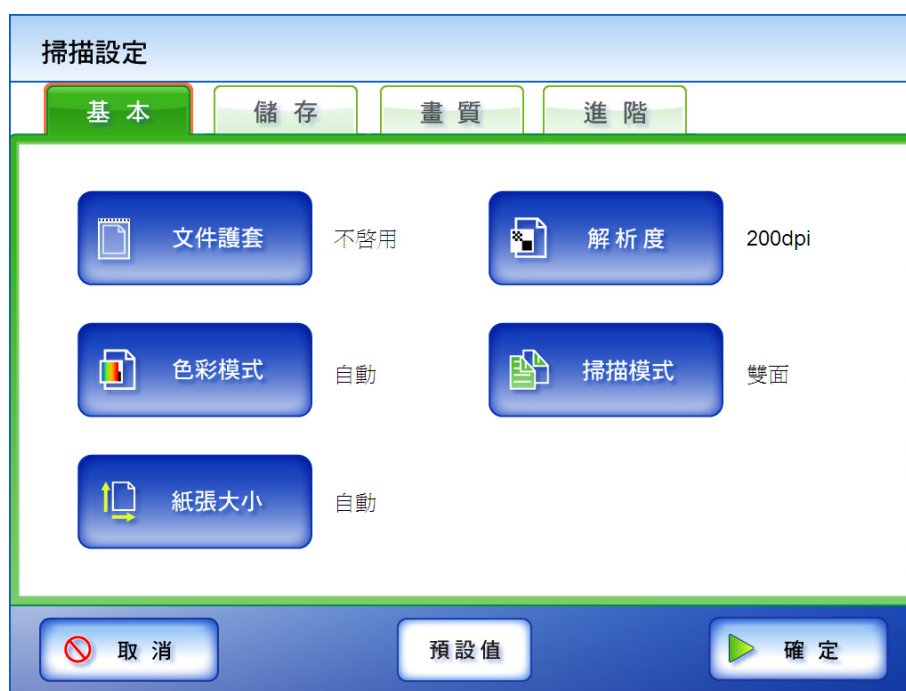 掃描設定
基本 儲存 畫質 進階
文件護套 不啓用 解析度 200dpi
色彩模式 自動 掃描模式 雙面
紙張大小 自動
取消 預設值 確定